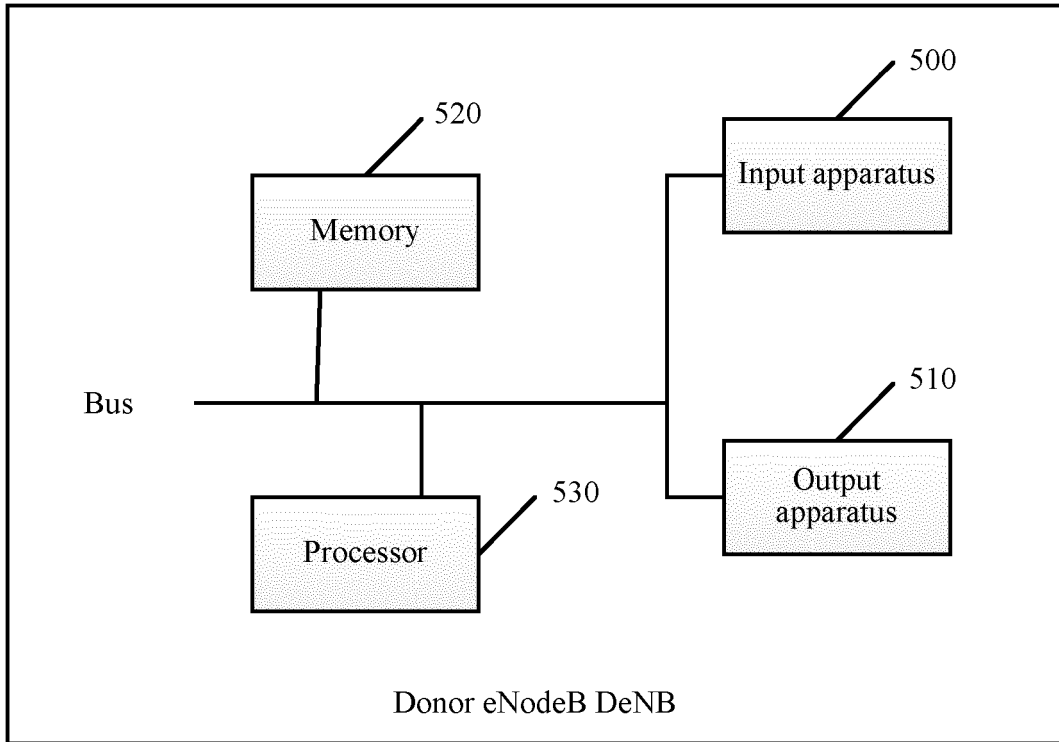 500
520
Input apparatus
Memory
510
Bus
Output
apparatus
530
Processor
Donor eNodeB DeNB